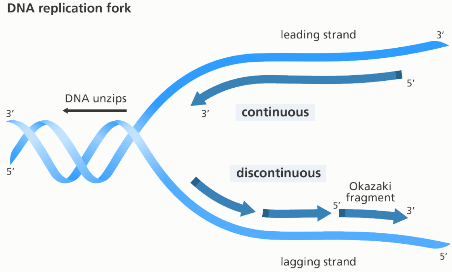 DNA replication fork
leading strand
3'
5'
DNA unzips
3'
continuous
3'
5'
discontinuous
Okazaki
fragment
5'
3'
lagging strand
5'